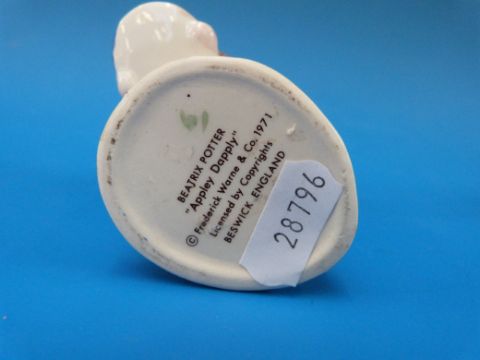 BEATRIX POTTER
"Appley Dapply"
© Frederick Warne & Co. 1971
Licensed by Copyrights
BESWICK ENGLAND
28796